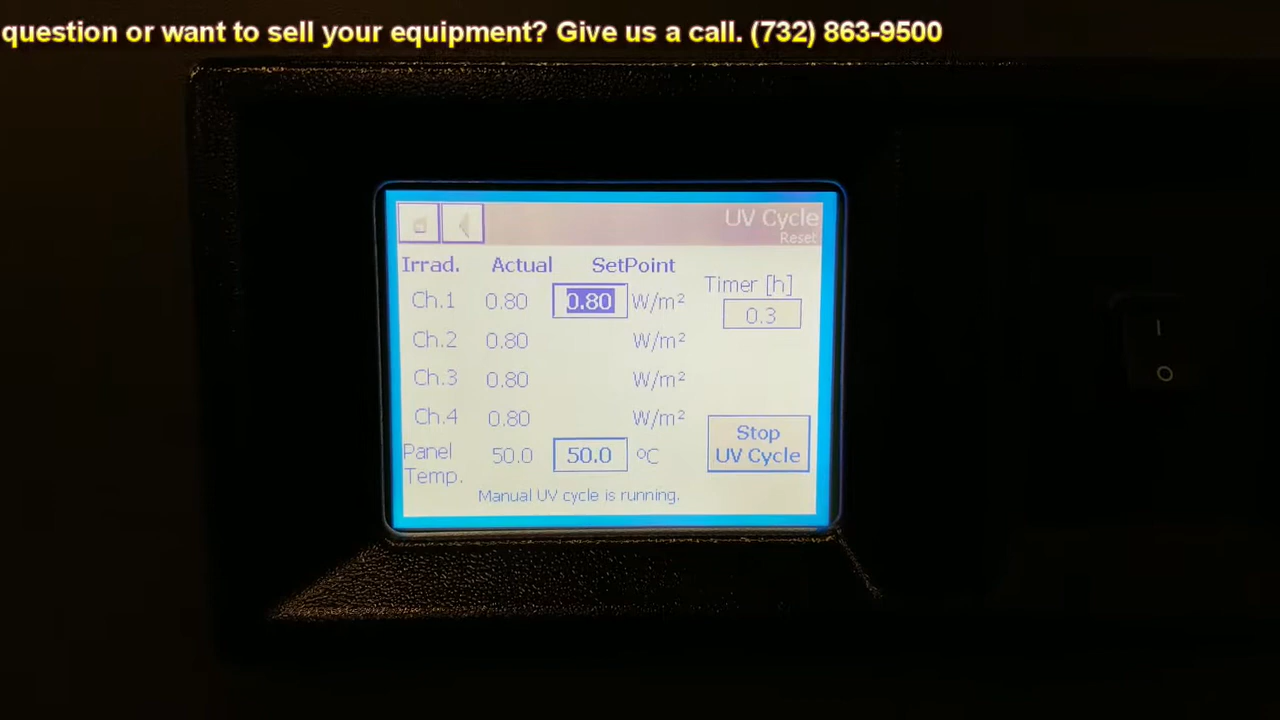 question or want to sell your equipment? Give us a call. (732) 863-9500
UV Cycle
Reset
Irrad. Actual SetPoint
Timer [h]
Ch.1 0.80 0.80 W/m²
0.3
Ch.2 0.80 W/m²
Ch.3 0.80 W/m²
Ch.4 0.80 W/m²
Stop
UV Cycle
Panel
Temp. 50.0 50.0 ºC
Manual UV cycle is running.
I
O